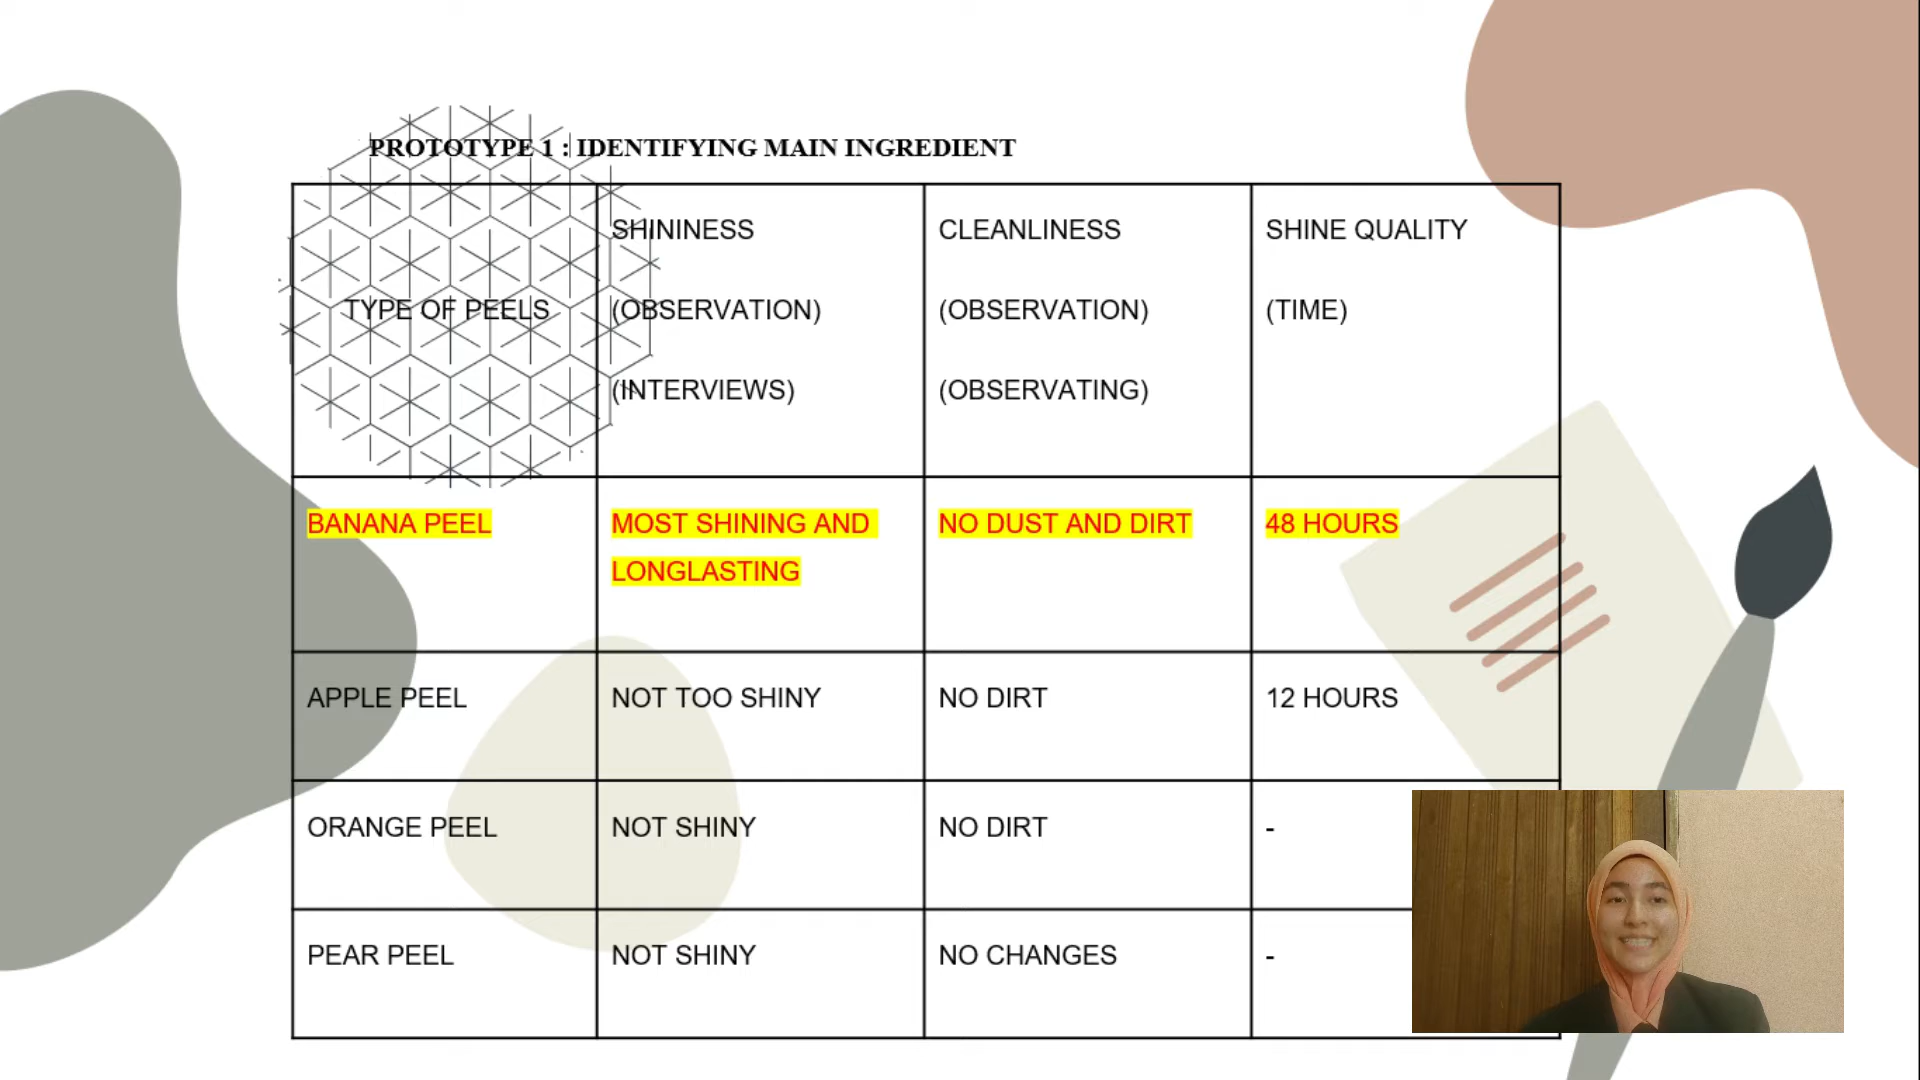 PROTOTYPE 1 : IDENTIFYING MAIN INGREDIENT
TYPE OF PEELS
SHININESS
(OBSERVATION)
(INTERVIEWS)
CLEANLINESS
(OBSERVATION)
(OBSERVATING)
SHINE QUALITY
(TIME)
BANANA PEEL
MOST SHINING AND
LONGLASTING
NO DUST AND DIRT
48 HOURS
APPLE PEEL
NOT TOO SHINY
NO DIRT
12 HOURS
ORANGE PEEL
NOT SHINY
NO DIRT
-
PEAR PEEL
NOT SHINY
NO CHANGES
-